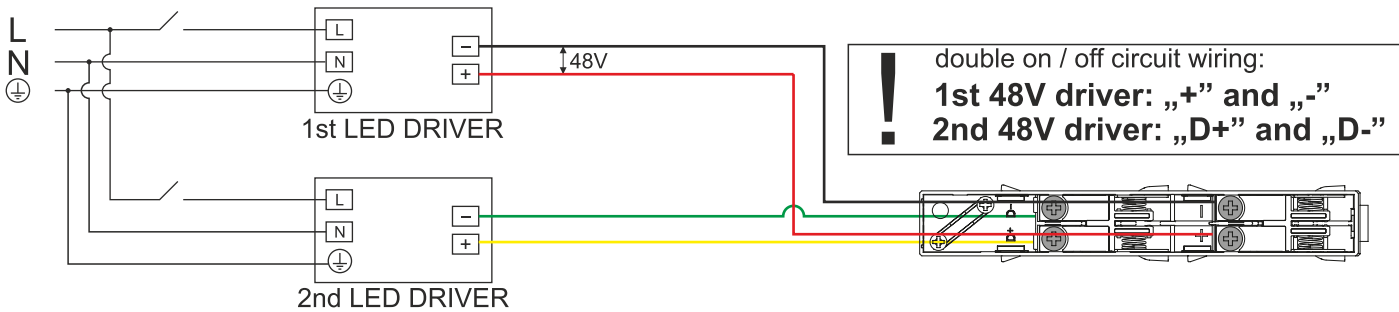 L
N
L
N
−
+
48V
1st LED DRIVER
!
double on / off circuit wiring:
1st 48V driver: „+” and „-”
2nd 48V driver: „D+” and „D-”
L
N
−
+
2nd LED DRIVER
D-
D+
-
+